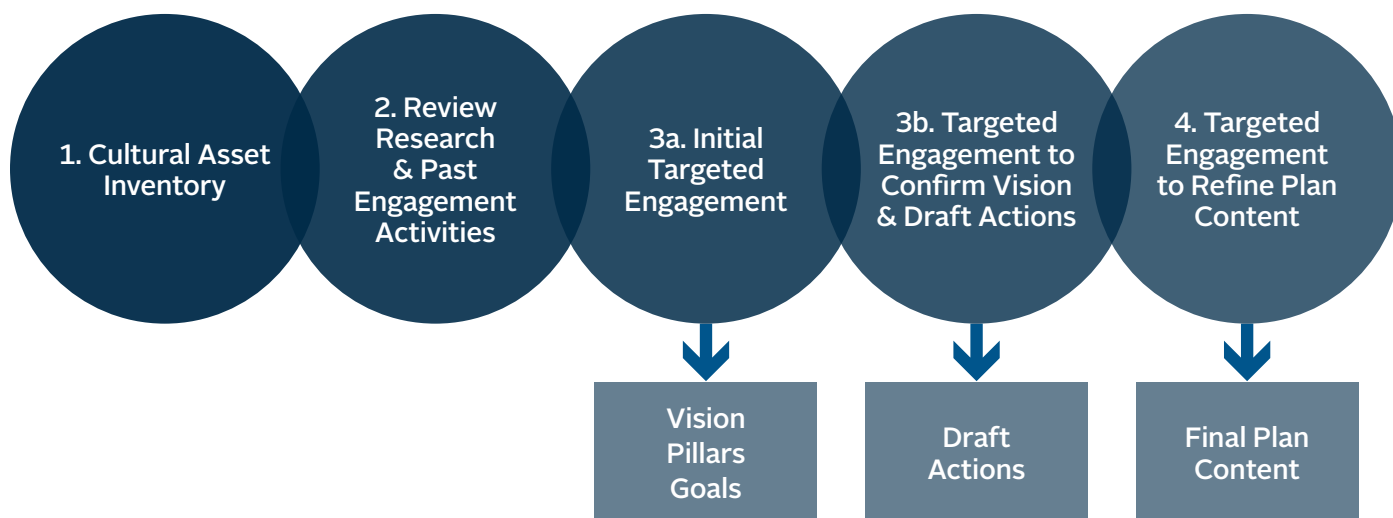 1. Cultural Asset
Inventory
2. Review
Research
& Past
Engagement
Activities
3a. Initial
Targeted
Engagement
3b. Targeted
Engagement to
Confirm Vision
& Draft Actions
4. Targeted
Engagement
to Refine Plan
Content
Vision
Pillars
Goals
Draft
Actions
Final Plan
Content